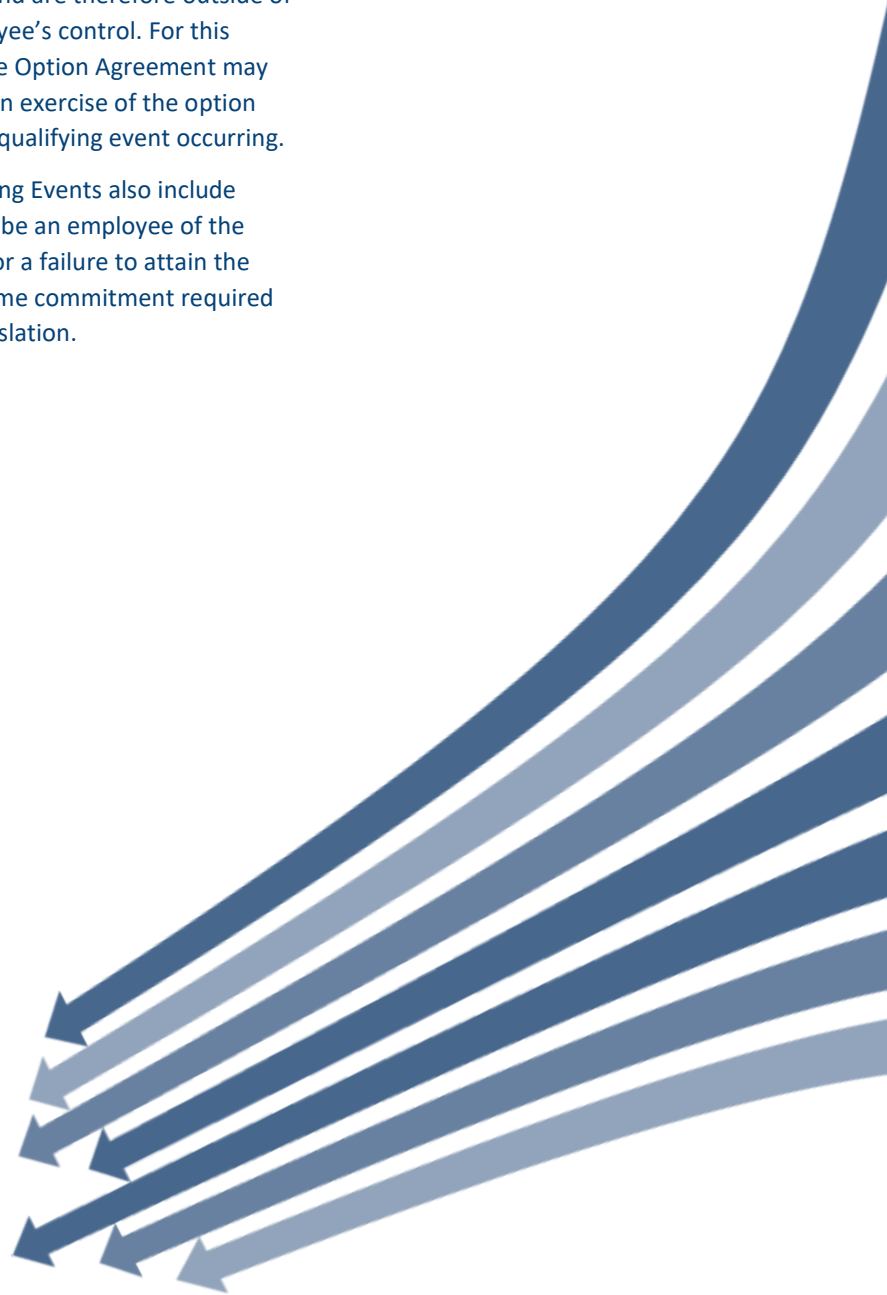 nd are therefore outside of
yee’s control. For this
e Option Agreement may
n exercise of the option
qualifying event occurring.
ng Events also include
be an employee of the
or a failure to attain the
me commitment required
slation.